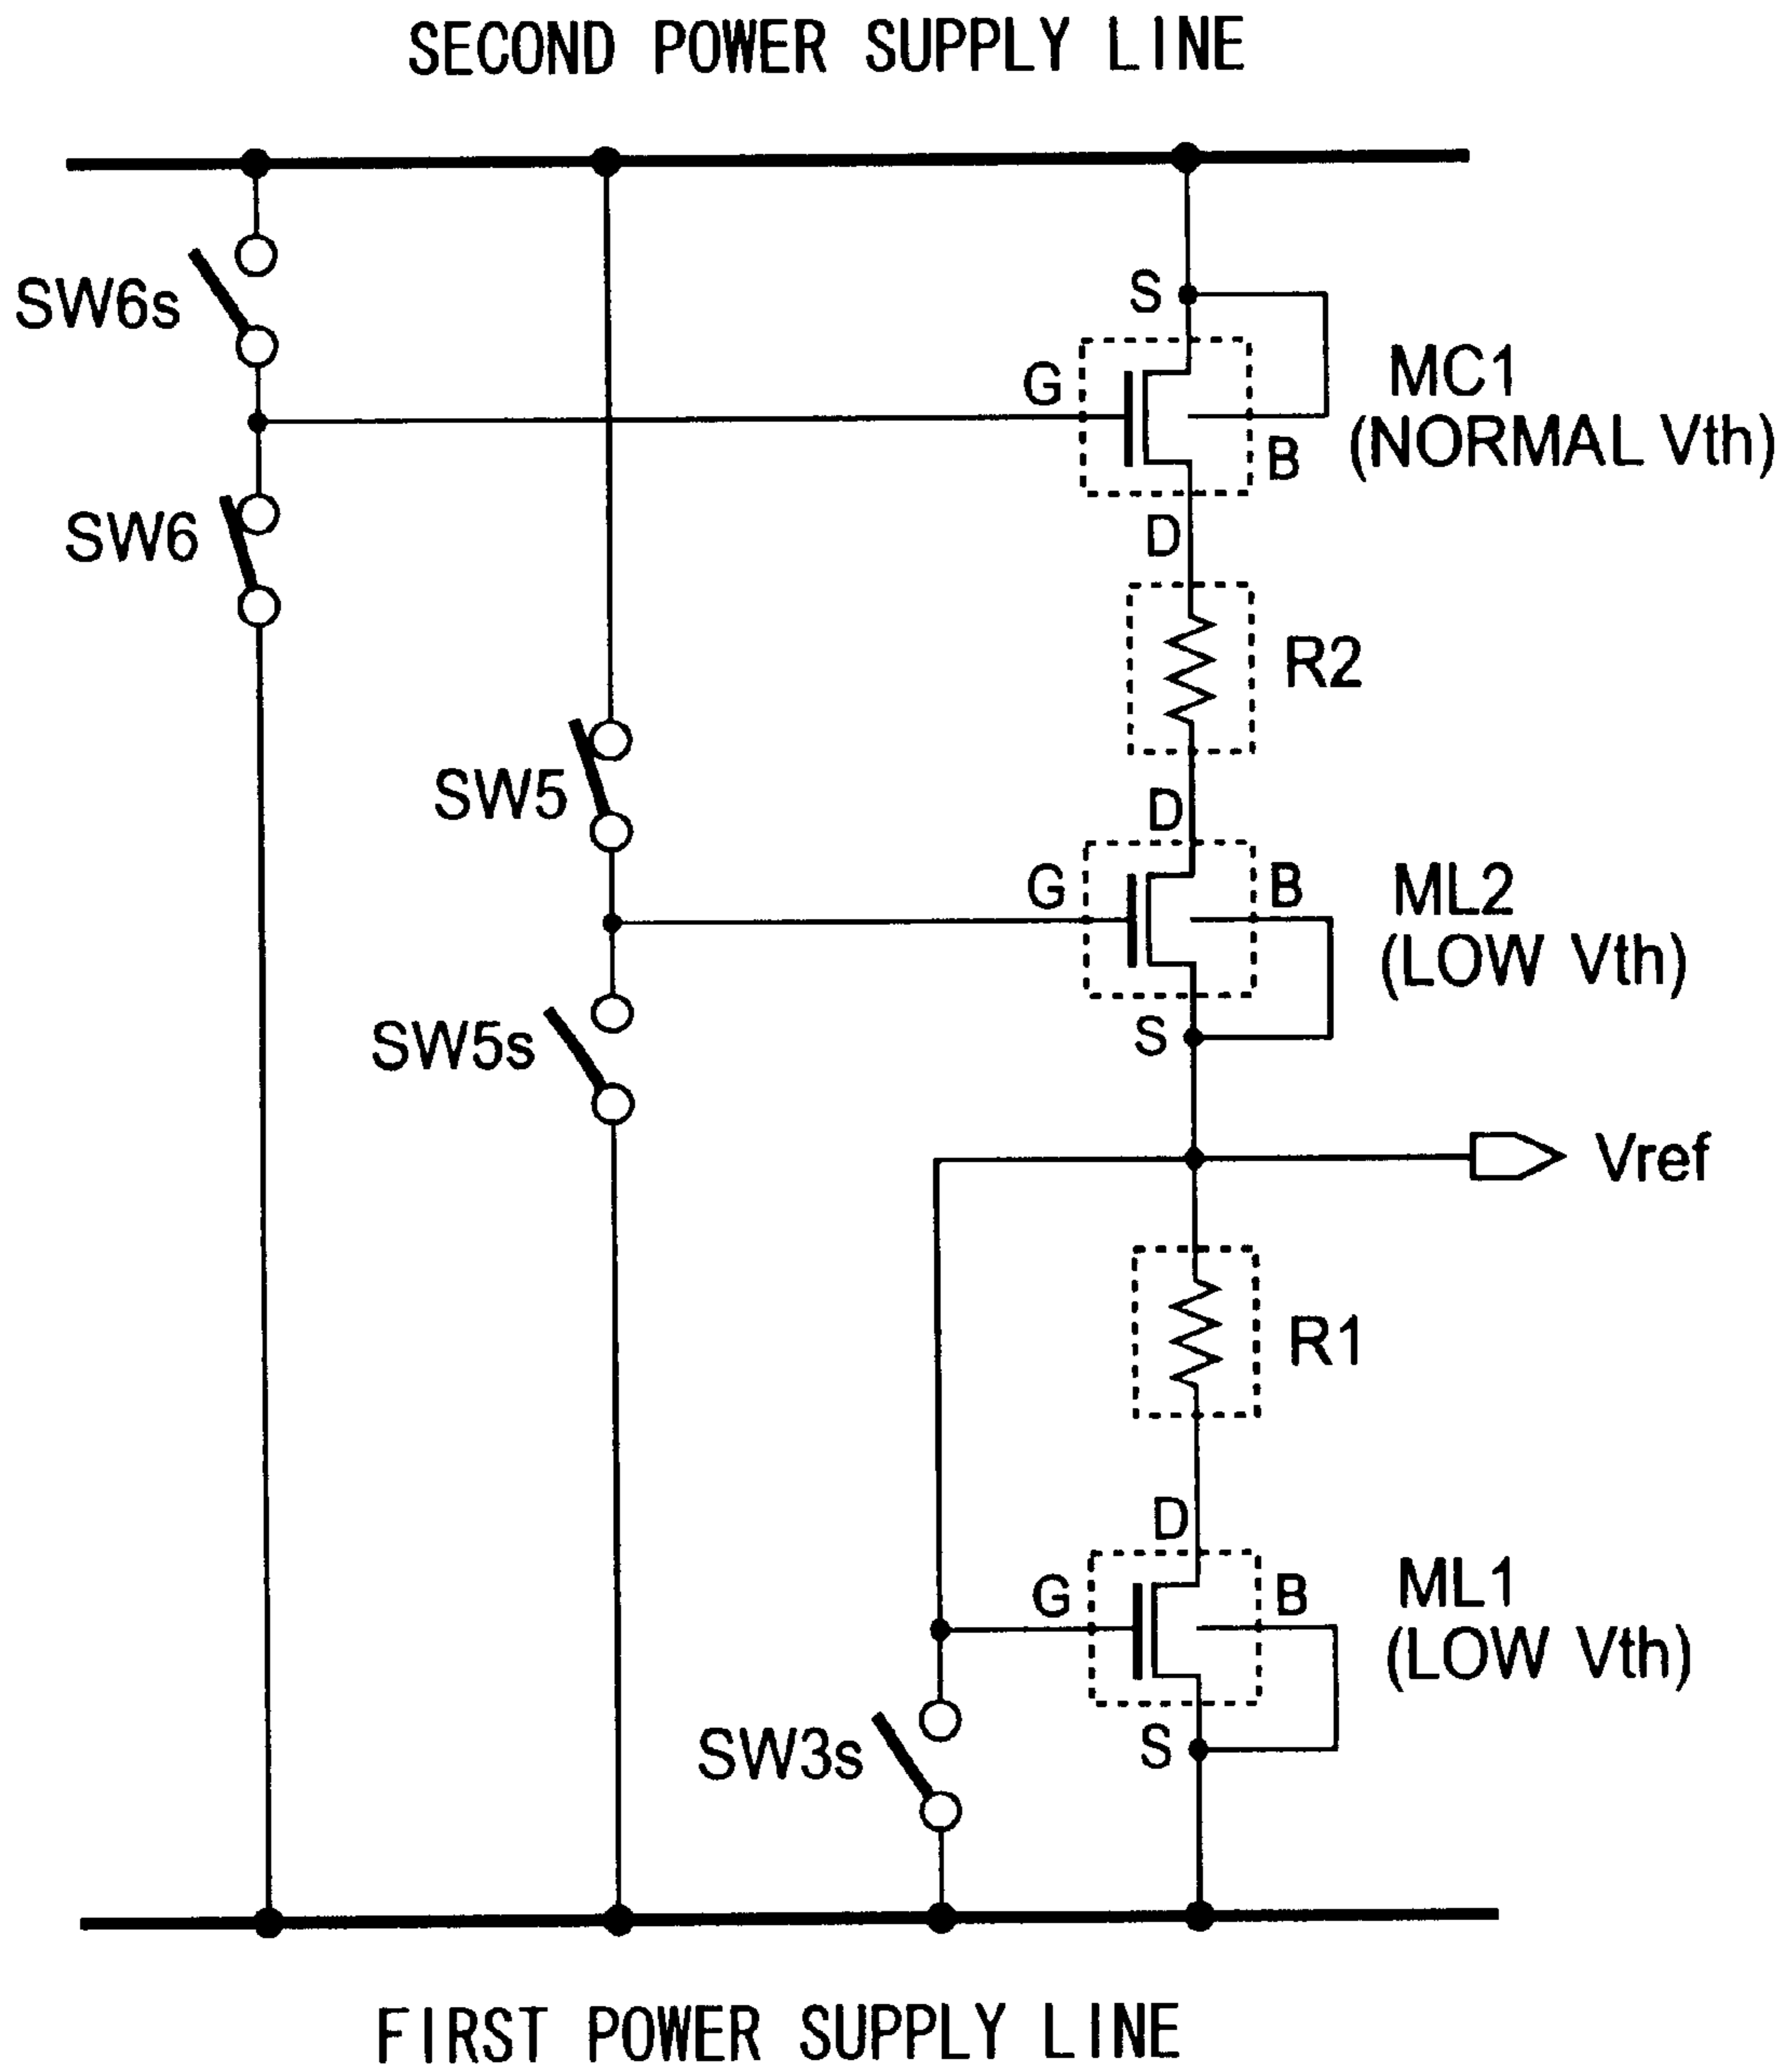 SECOND POWER SUPPLY LINE
SW6s
S
G
MC1
(NORMAL Vth)
B
SW6
D
R2
SW5
D
G
B
ML2
(LOW Vth)
SW5s
S
Vref
R1
D
G
B
ML1
(LOW Vth)
SW3s
S
FIRST POWER SUPPLY LINE